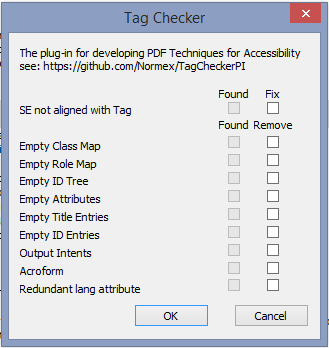 Tag Checker
The plug-in for developing PDF Techniques for Accessibility
see: https://github.com/Normex/TagCheckerPI
Found Fix
SE not aligned with Tag
Found Remove
Empty Class Map
Empty Role Map
Empty ID Tree
Empty Attributes
Empty Title Entries
Empty ID Entries
Output Intents
Acroform
Redundant lang attribute
OK Cancel